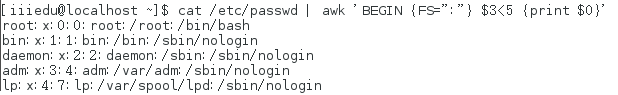 [iiiedu@localhost ~]$ cat /etc/passwd | awk 'BEGIN {FS=":"} $3<5 {print $0}'
root:x:0:0:root:/root:/bin/bash
bin:x:1:1:bin:/bin:/sbin/nologin
daemon:x:2:2:daemon:/sbin:/sbin/nologin
adm:x:3:4:adm:/var/adm:/sbin/nologin
lp:x:4:7:lp:/var/spool/lpd:/sbin/nologin